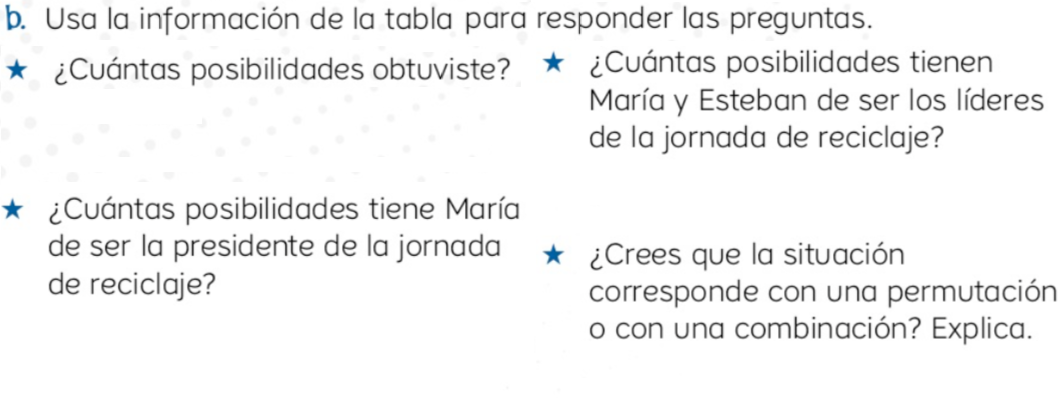 b. Usa la información de la tabla para responder las preguntas.
★ ¿Cuántas posibilidades obtuviste?
★ ¿Cuántas posibilidades tiene María
de ser la presidente de la jornada
de reciclaje?
★ ¿Cuántas posibilidades tienen
María y Esteban de ser los líderes
de la jornada de reciclaje?
★ ¿Crees que la situación
corresponde con una permutación
o con una combinación? Explica.